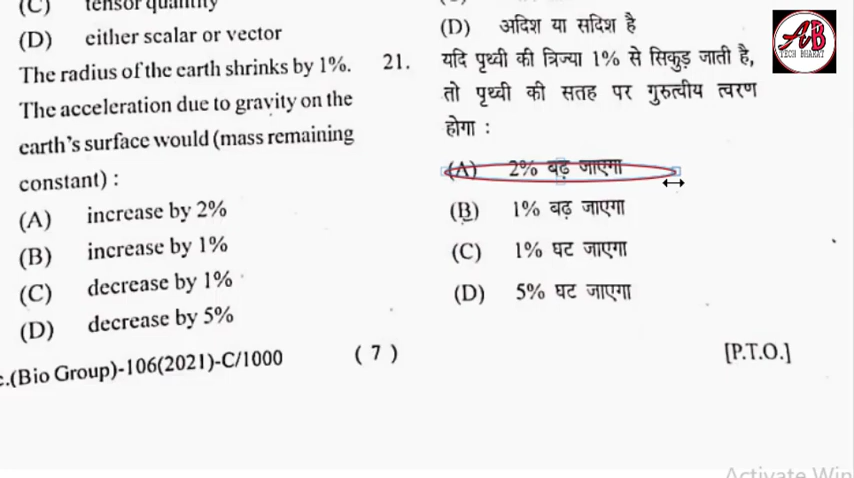 (C) tensor quantity
(D) either scalar or vector
The radius of the earth shrinks by 1%.
The acceleration due to gravity on the
earth's surface would (mass remaining
constant) :
(A) increase by 2%
(B) increase by 1%
(C) decrease by 1%
(D) decrease by 5%
c.(Bio Group)-106(2021)-C/1000
( 7 )
(D) अदिश या सदिश है
21. यदि पृथ्वी की त्रिज्या 1% से सिकुड़ जाती है,
तो पृथ्वी की सतह पर गुरुत्वीय त्वरण
होगा :
(A) 2% बढ़ जाएगा
(B) 1% बढ़ जाएगा
(C) 1% घट जाएगा
(D) 5% घट जाएगा
[P.T.O.]
AB
TECH BHARAT
Activate Win